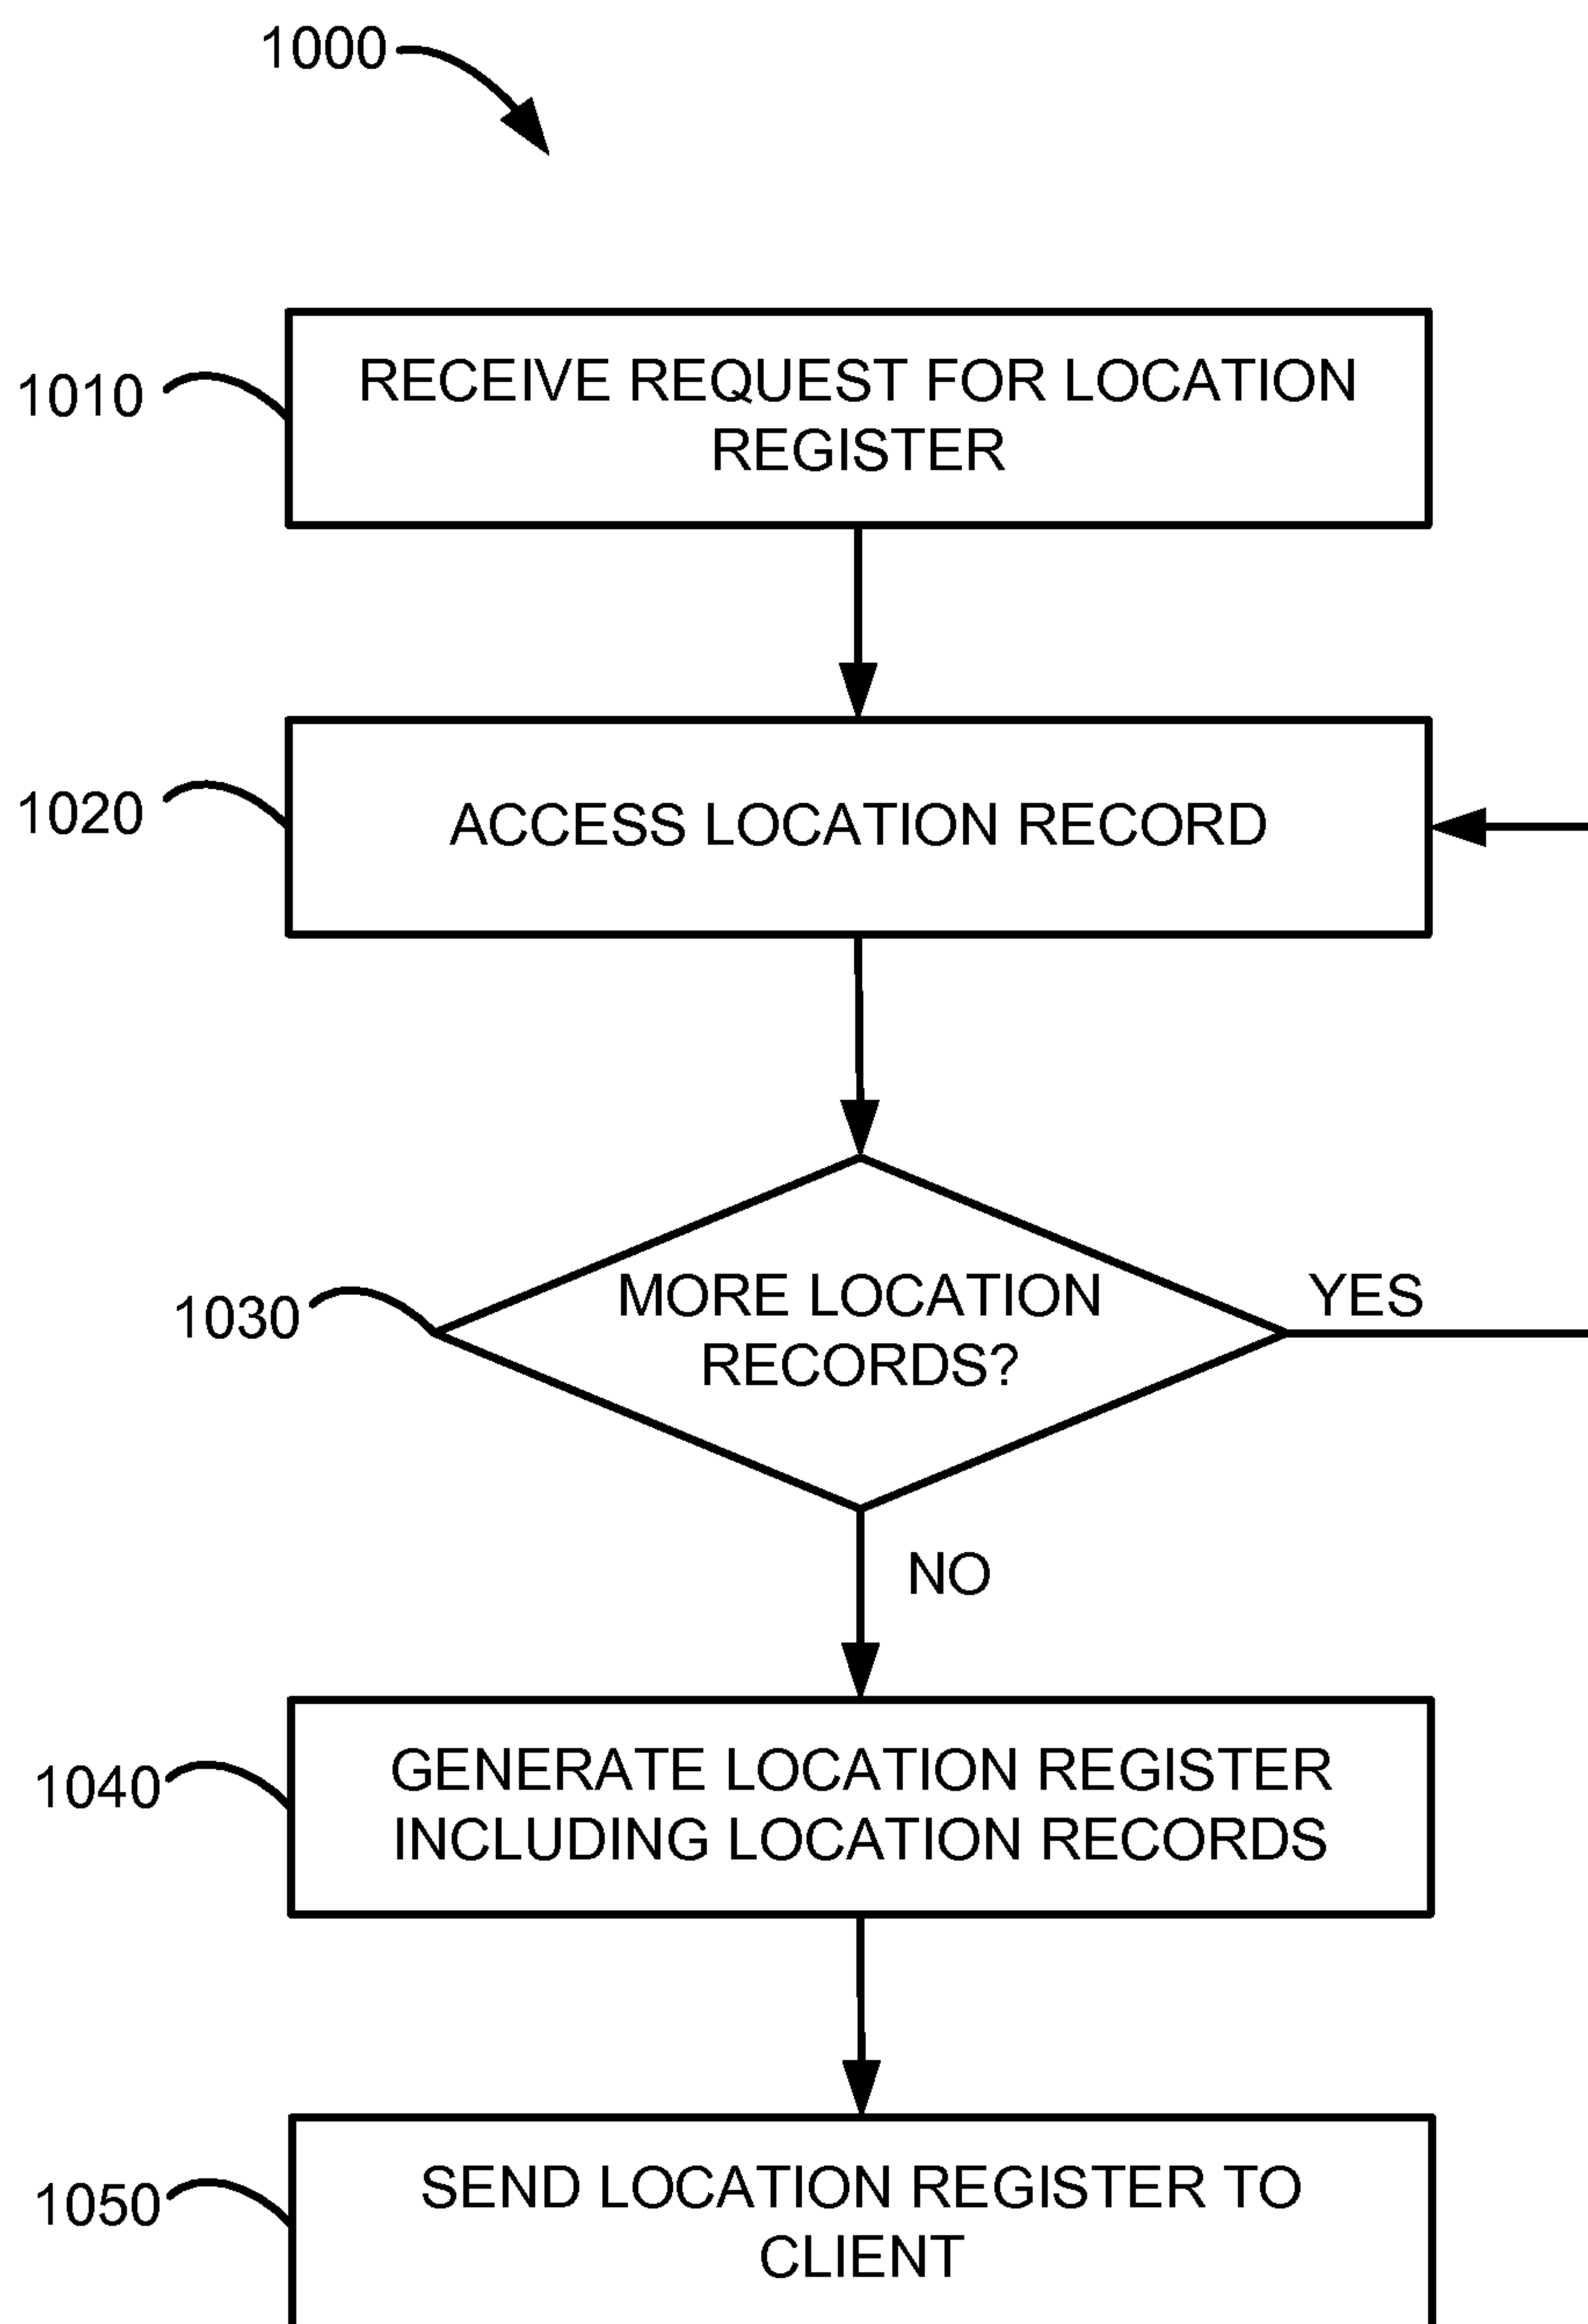 1000
1010
RECEIVE REQUEST FOR LOCATION
REGISTER
1020
ACCESS LOCATION RECORD
1030
MORE LOCATION
RECORDS?
YES
NO
1040
GENERATE LOCATION REGISTER
INCLUDING LOCATION RECORDS
1050
SEND LOCATION REGISTER TO
CLIENT